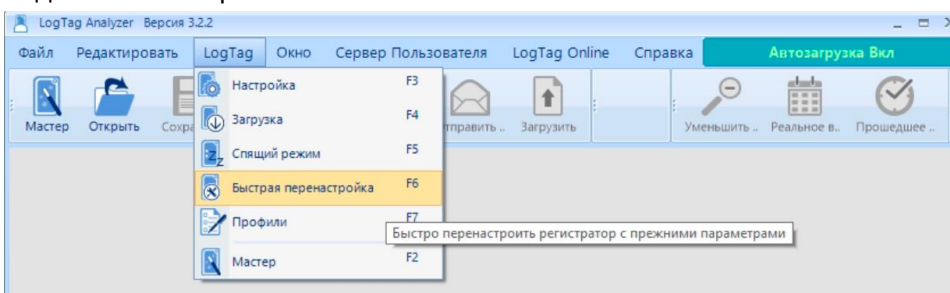 LogTag Analyzer Версия 3.2.2
Файл Редактировать LogTag Окно Сервер Пользователя LogTag Online Справка Автозагрузка Вкл
Мастер Открыть Загрузить Уменьшить .. Реальное в.. Прошедшее ..
Настройка F3
Загрузка F4
Спящий режим F5
Быстрая перенастройка F6
Профили F7
Быстро перенастроить регистратор с прежними параметрами
Мастер F2